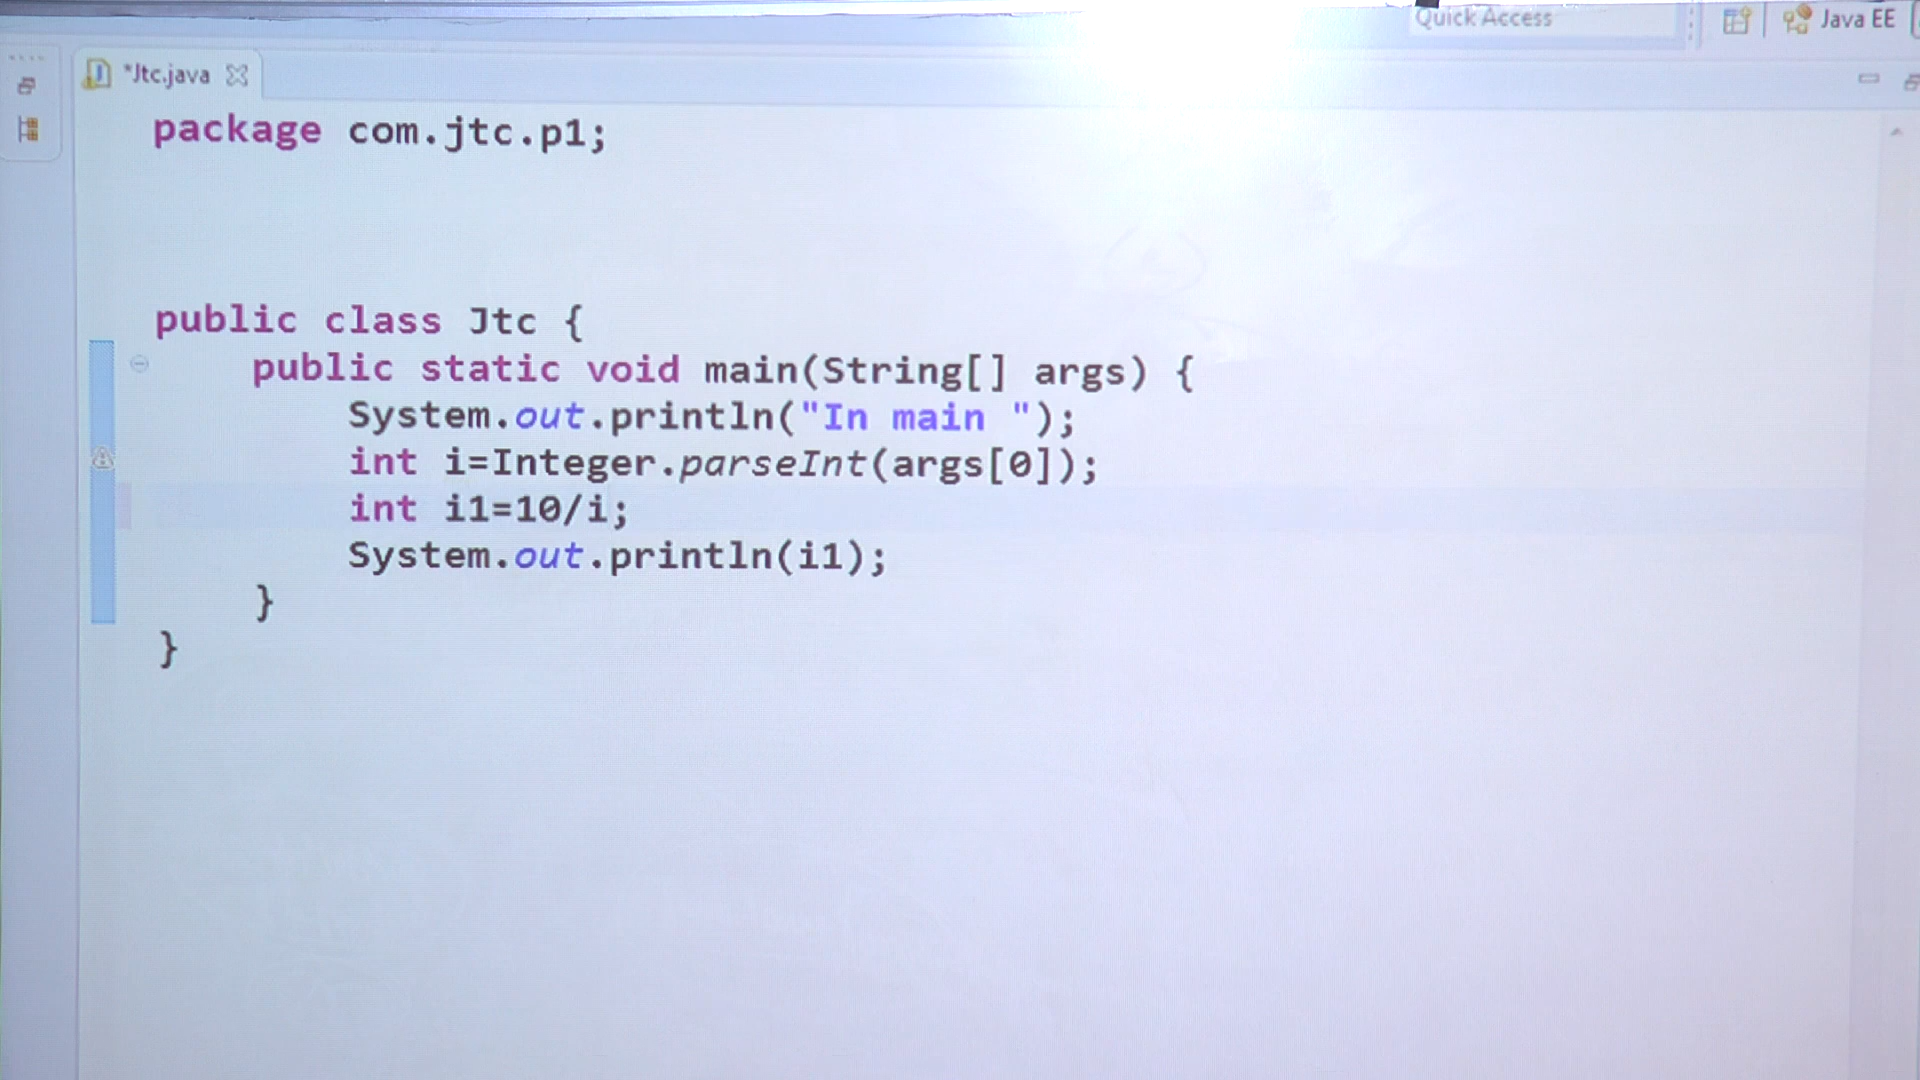 Quick Access
Java EE
*Jtc.java
package com.jtc.p1;
public class Jtc {
public static void main(String[] args) {
System.out.println("In main ");
int i=Integer.parseInt(args[0]);
int i1=10/i;
System.out.println(i1);
}
}